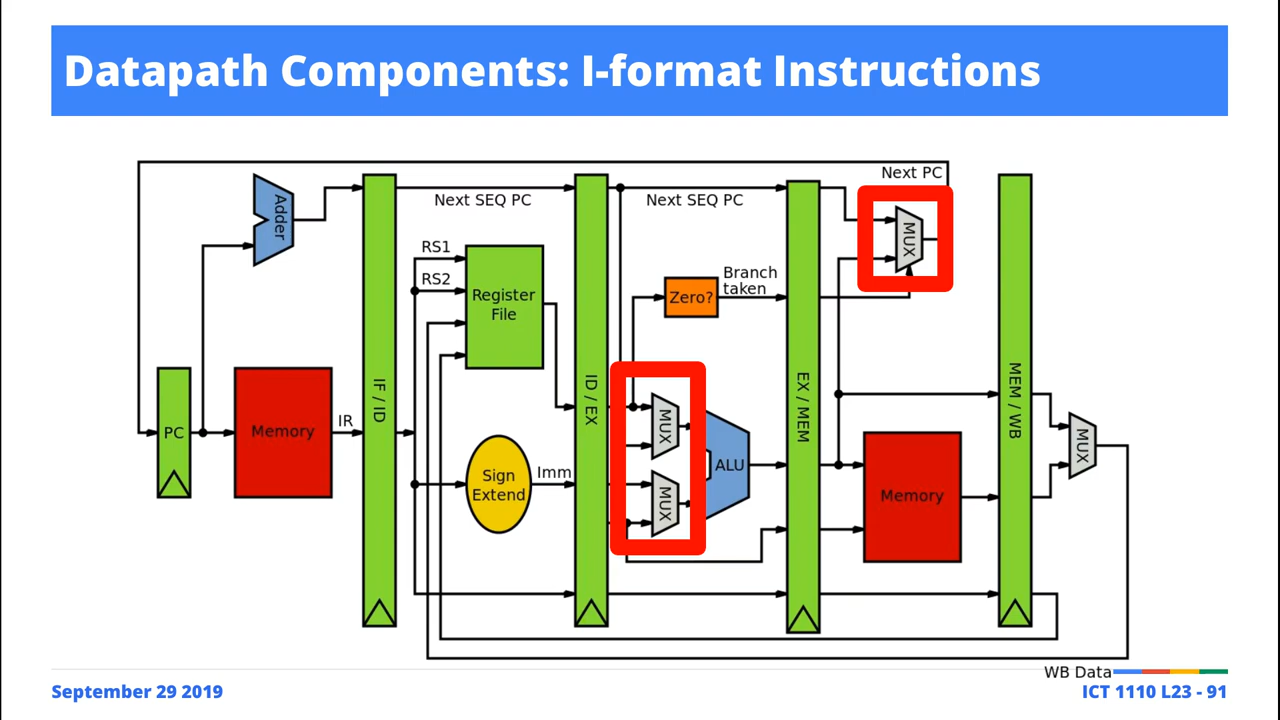 Datapath Components: I-format Instructions
Next PC
Adder
Next SEQ PC
Next SEQ PC
RS1
RS2
Register
File
Zero?
Branch
taken
MUX
PC
Memory
IR
IF / ID
Sign
Extend
Imm
ID / EX
MUX
MUX
ALU
EX / MEM
Memory
MEM / WB
MUX
WB Data
September 29 2019
ICT 1110 L23 - 91